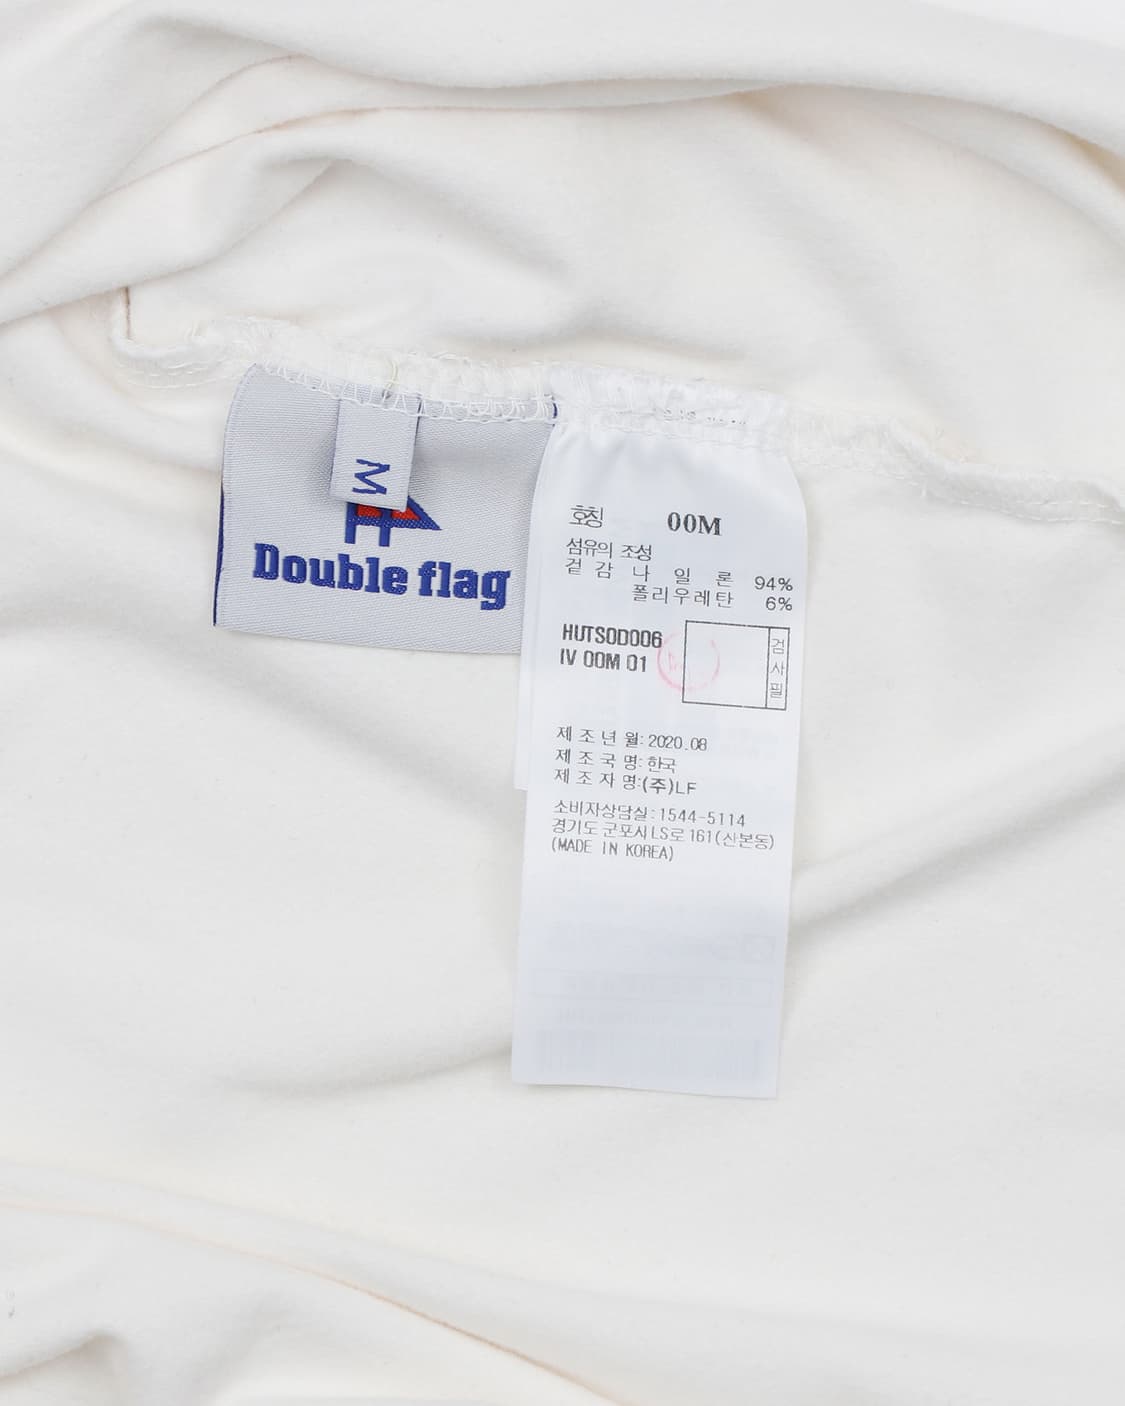 M
Double flag
호칭 00M
섬유의 조성
겉 감 나 일 론 94%
폴리우레탄 6%
HUTS0D006
IV 00M 01
검사필
제 조 년 월: 2020.08
제 조 국 명: 한국
제 조 자 명:(주)LF
소비자상담실:1544-5114
경기도 군포시 LS로 161(산본동)
(MADE IN KOREA)